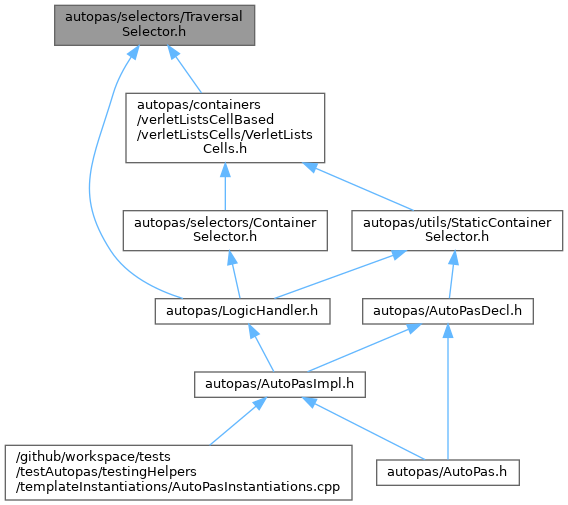 autopas/selectors/Traversal
Selector.h
autopas/containers
/verletListsCellBased
/verletListsCells/VerletLists
Cells.h
autopas/selectors/Container
Selector.h
autopas/utils/StaticContainer
Selector.h
autopas/LogicHandler.h
autopas/AutoPasDecl.h
autopas/AutoPasImpl.h
/github/workspace/tests
/testAutopas/testingHelpers
/templateInstantiations/AutoPasInstantiations.cpp
autopas/AutoPas.h